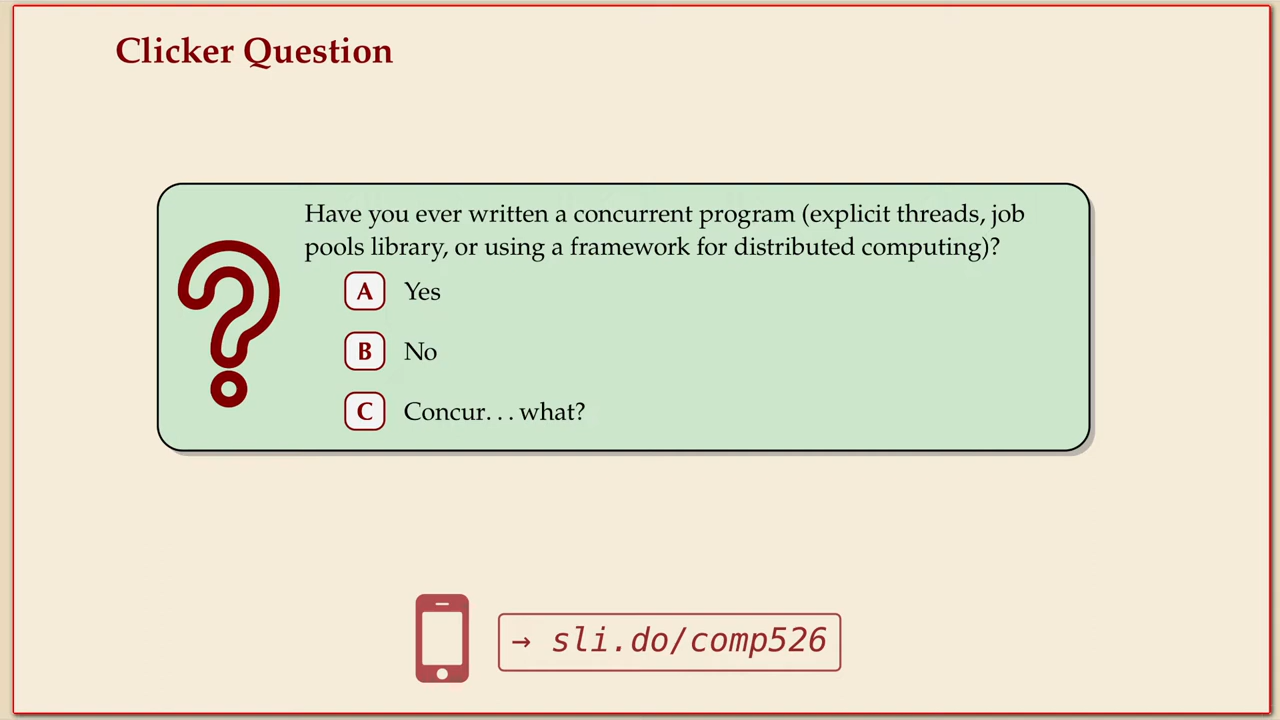 Clicker Question
Have you ever written a concurrent program (explicit threads, job
pools library, or using a framework for distributed computing)?
A Yes
B No
C Concur. . . what?
→ sli.do/comp526